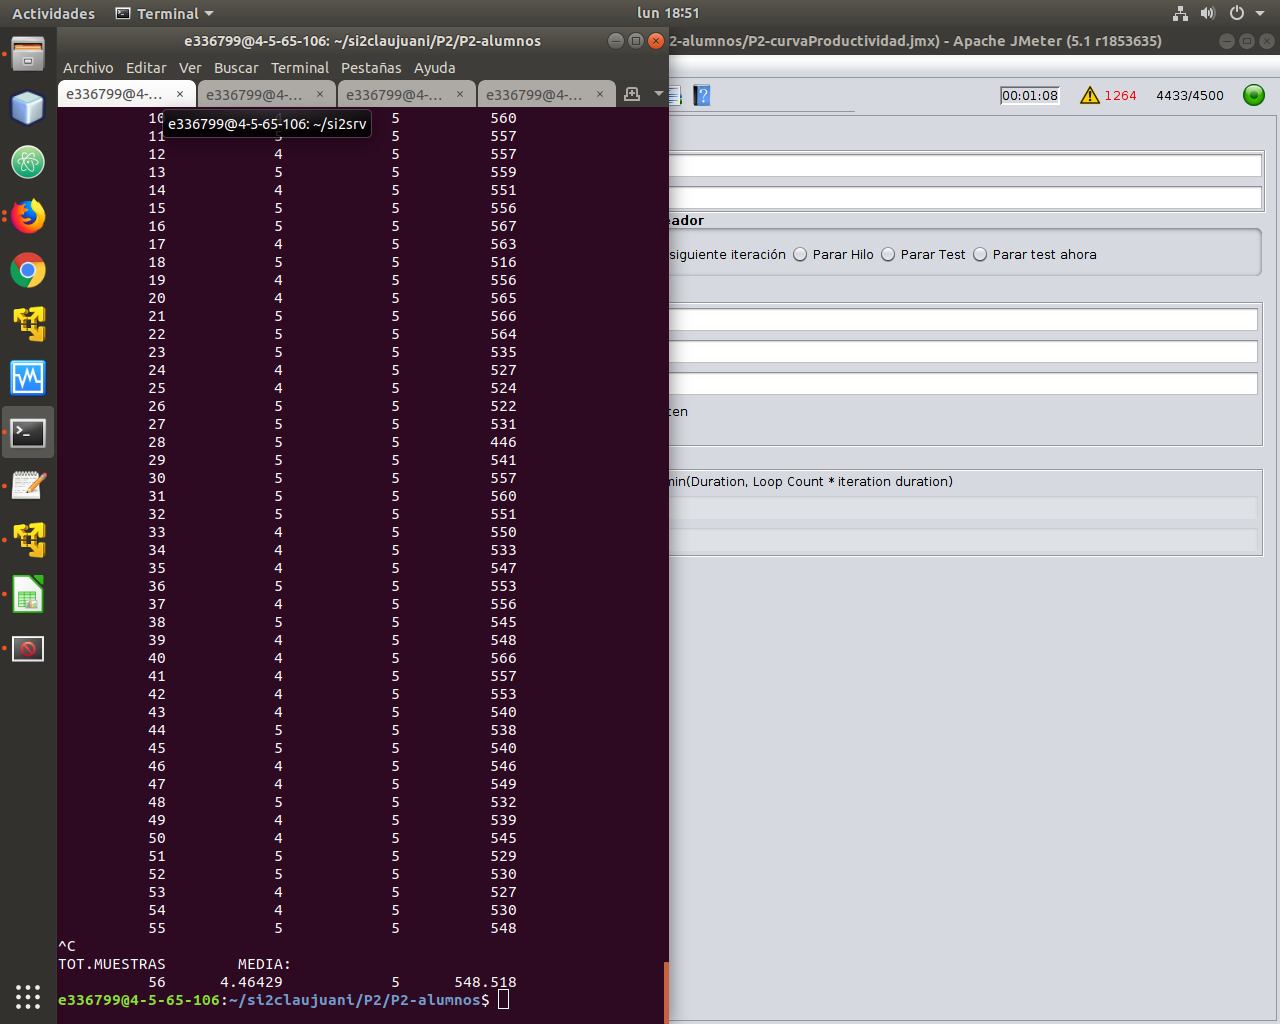 Actividades Terminal lun 18:51
e336799@4-5-65-106: ~/si2claujuani/P2/P2-alumnos
2-alumnos/P2-curvaProductividad.jmx) - Apache JMeter (5.1 r1853635)
Archivo Editar Ver Buscar Terminal Pestañas Ayuda
e336799@4-... × e336799@4-... × e336799@4-... × e336799@4-... ×
00:01:08 1264 4433/4500
e336799@4-5-65-106: ~/si2srv
10 4 5 560
11 5 5 557
12 4 5 557
13 5 5 559
14 4 5 551
15 5 5 556
16 5 5 567
17 4 5 563
18 5 5 516
19 4 5 556
20 4 5 565
21 5 5 566
22 5 5 564
23 5 5 535
24 4 5 527
25 4 5 524
26 5 5 522
27 5 5 531
28 5 5 446
29 5 5 541
30 5 5 557
31 5 5 560
32 5 5 551
33 4 5 550
34 4 5 533
35 4 5 547
36 5 5 553
37 4 5 556
38 5 5 545
39 4 5 548
40 4 5 566
41 4 5 557
42 4 5 553
43 4 5 540
44 5 5 538
45 5 5 540
46 4 5 546
47 4 5 549
48 5 5 532
49 4 5 539
50 4 5 545
51 5 5 529
52 5 5 530
53 4 5 527
54 4 5 530
55 5 5 548
^C
TOT.MUESTRAS MEDIA:
56 4.46429 5 548.518
e336799@4-5-65-106:~/si2claujuani/P2/P2-alumnos$
eador
siguiente iteración Parar Hilo Parar Test Parar test ahora
ten
min(Duration, Loop Count * iteration duration)